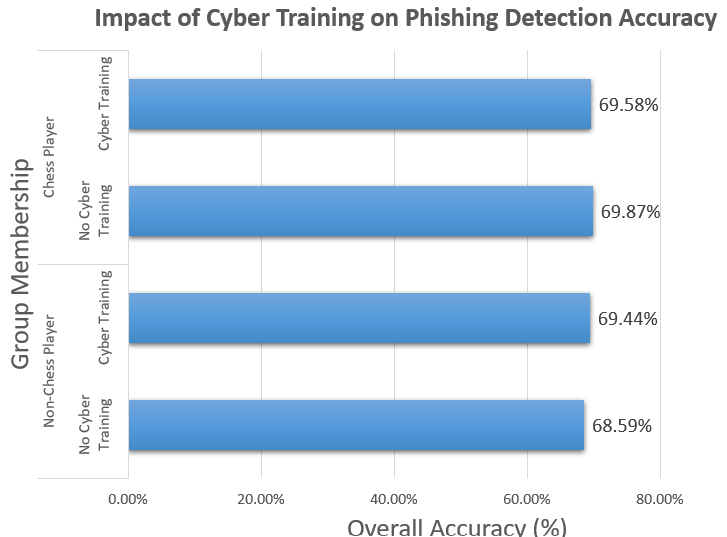 Impact of Cyber Training on Phishing Detection Accuracy
Group Membership
Chess Player
Cyber Training
69.58%
No Cyber
Training
69.87%
Non-Chess Player
Cyber Training
69.44%
No Cyber
Training
68.59%
0.00%
20.00%
40.00%
60.00%
80.00%
Overall Accuracy (%)